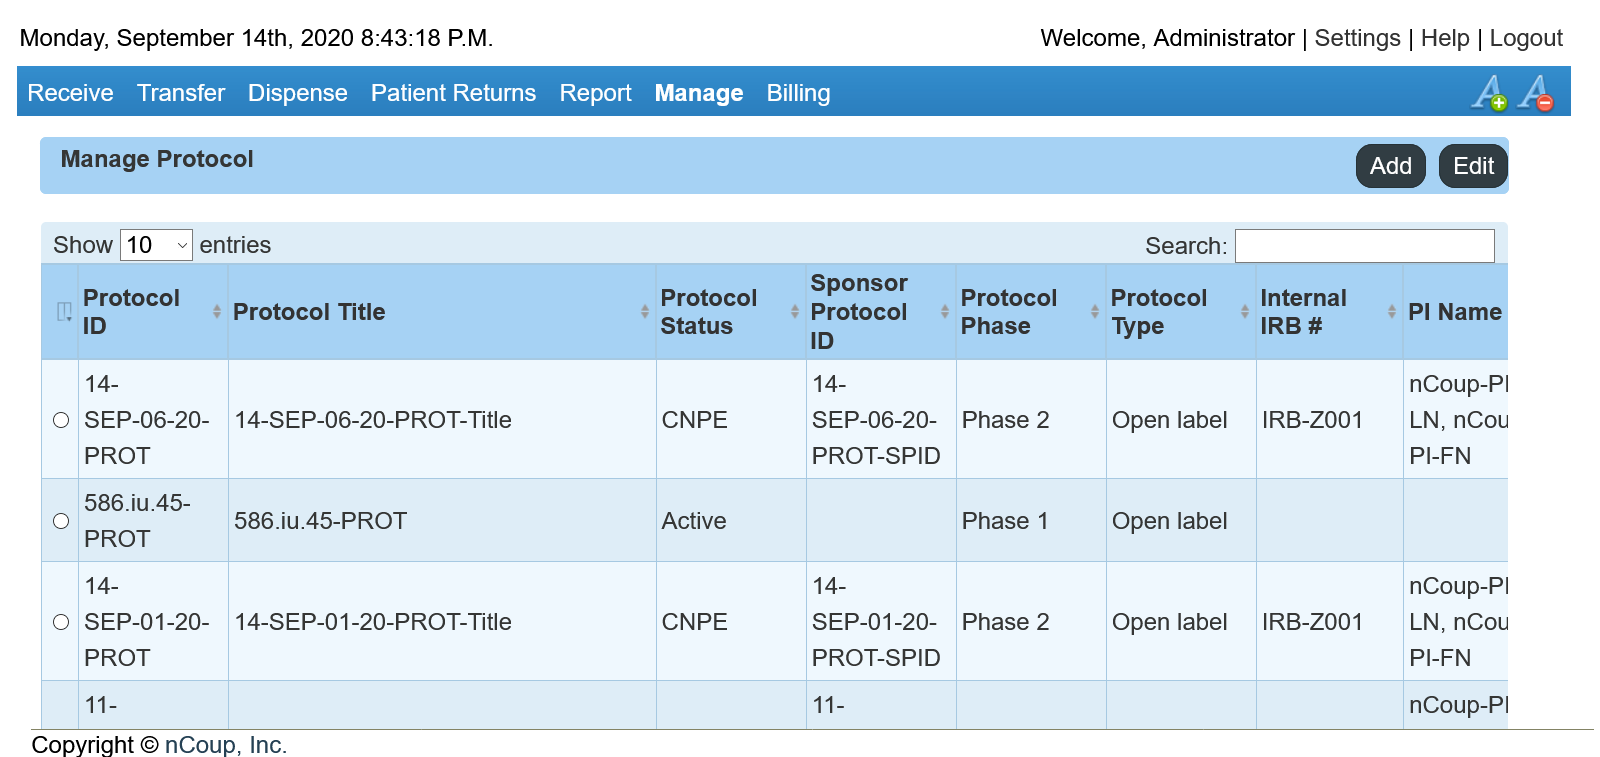 Monday, September 14th, 2020 8:43:18 P.M.
Welcome, Administrator | Settings | Help | Logout
Receive Transfer Dispense Patient Returns Report Manage Billing
Manage Protocol
Add Edit
Show 10 entries
Search:
Protocol ID
Protocol Title
Protocol Status
Sponsor Protocol ID
Protocol Phase
Protocol Type
Internal IRB #
PI Name
14-
SEP-06-20-
PROT
14-SEP-06-20-PROT-Title
CNPE
14-
SEP-06-20-
PROT-SPID
Phase 2
Open label
IRB-Z001
nCoup-PI
LN, nCou
PI-FN
586.iu.45-
PROT
586.iu.45-PROT
Active
Phase 1
Open label
14-
SEP-01-20-
PROT
14-SEP-01-20-PROT-Title
CNPE
14-
SEP-01-20-
PROT-SPID
Phase 2
Open label
IRB-Z001
nCoup-PI
LN, nCou
PI-FN
11-
11-
nCoup-PI
Copyright © nCoup, Inc.